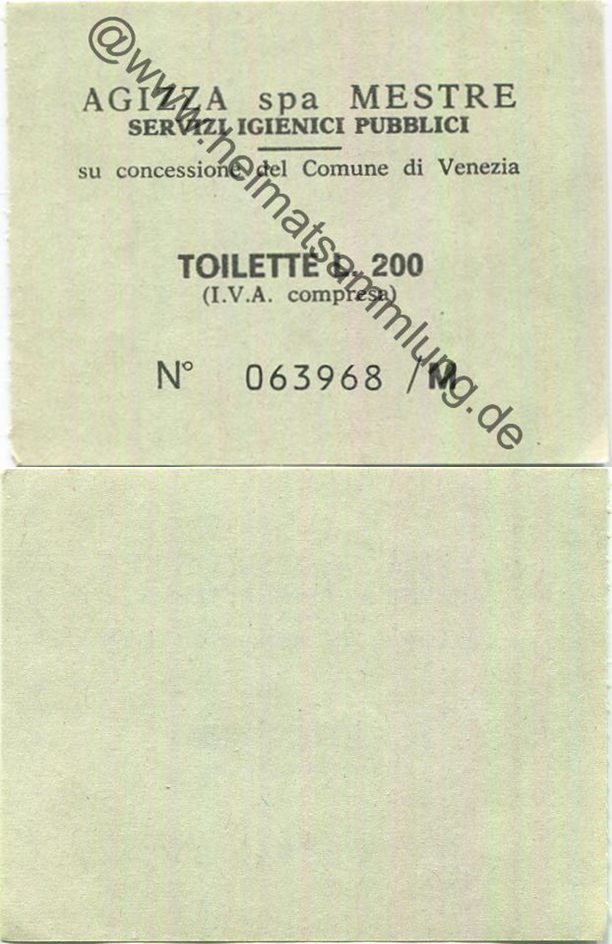 AGIZZA spa MESTRE
SERVIZI IGIENICI PUBBLICI
su concessione del Comune di Venezia
TOILETTE L. 200
(I.V.A. compresa)
N° 063968 /M
@www.heimatsammlung.de